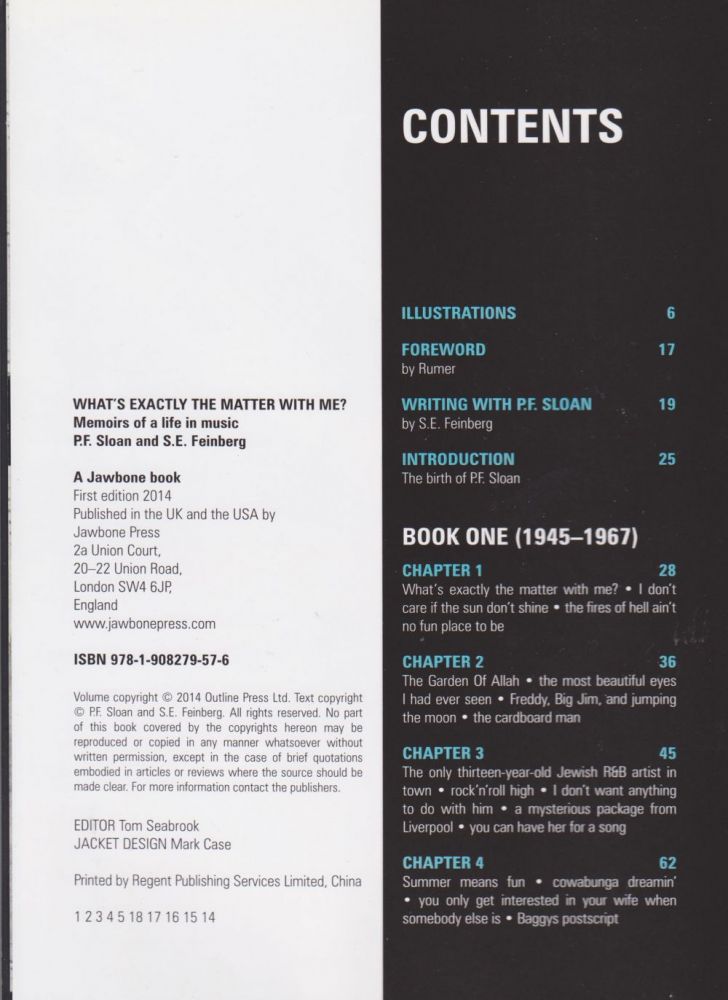 WHAT'S EXACTLY THE MATTER WITH ME?
Memoirs of a life in music
P.F. Sloan and S.E. Feinberg
A Jawbone book
First edition 2014
Published in the UK and the USA by
Jawbone Press
2a Union Court,
20–22 Union Road,
London SW4 6JP,
England
www.jawbonepress.com
ISBN 978-1-908279-57-6
Volume copyright © 2014 Outline Press Ltd. Text copyright
© P.F. Sloan and S.E. Feinberg. All rights reserved. No part
of this book covered by the copyrights hereon may be
reproduced or copied in any manner whatsoever without
written permission, except in the case of brief quotations
embodied in articles or reviews where the source should be
made clear. For more information contact the publishers.
EDITOR Tom Seabrook
JACKET DESIGN Mark Case
Printed by Regent Publishing Services Limited, China
1 2 3 4 5 18 17 16 15 14
CONTENTS
ILLUSTRATIONS 6
FOREWORD 17
by Rumer
WRITING WITH P.F. SLOAN 19
by S.E. Feinberg
INTRODUCTION 25
The birth of P.F. Sloan
BOOK ONE (1945–1967)
CHAPTER 1 28
What's exactly the matter with me? • I don't
care if the sun don't shine • the fires of hell ain't
no fun place to be
CHAPTER 2 36
The Garden Of Allah • the most beautiful eyes
I had ever seen • Freddy, Big Jim, and jumping
the moon • the cardboard man
CHAPTER 3 45
The only thirteen-year-old Jewish R&B artist in
town • rock'n'roll high • I don't want anything
to do with him • a mysterious package from
Liverpool • you can have her for a song
CHAPTER 4 62
Summer means fun • cowabunga dreamin'
• you only get interested in your wife when
somebody else is • Baggys postscript